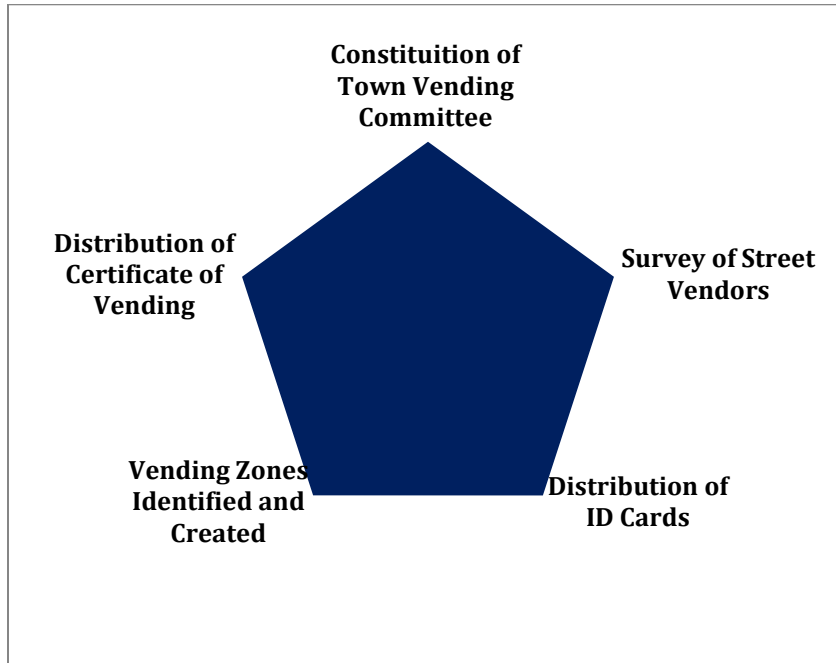 Constituition of
Town Vending
Committee
Survey of Street
Vendors
Distribution of
ID Cards
Vending Zones
Identified and
Created
Distribution of
Certificate of
Vending